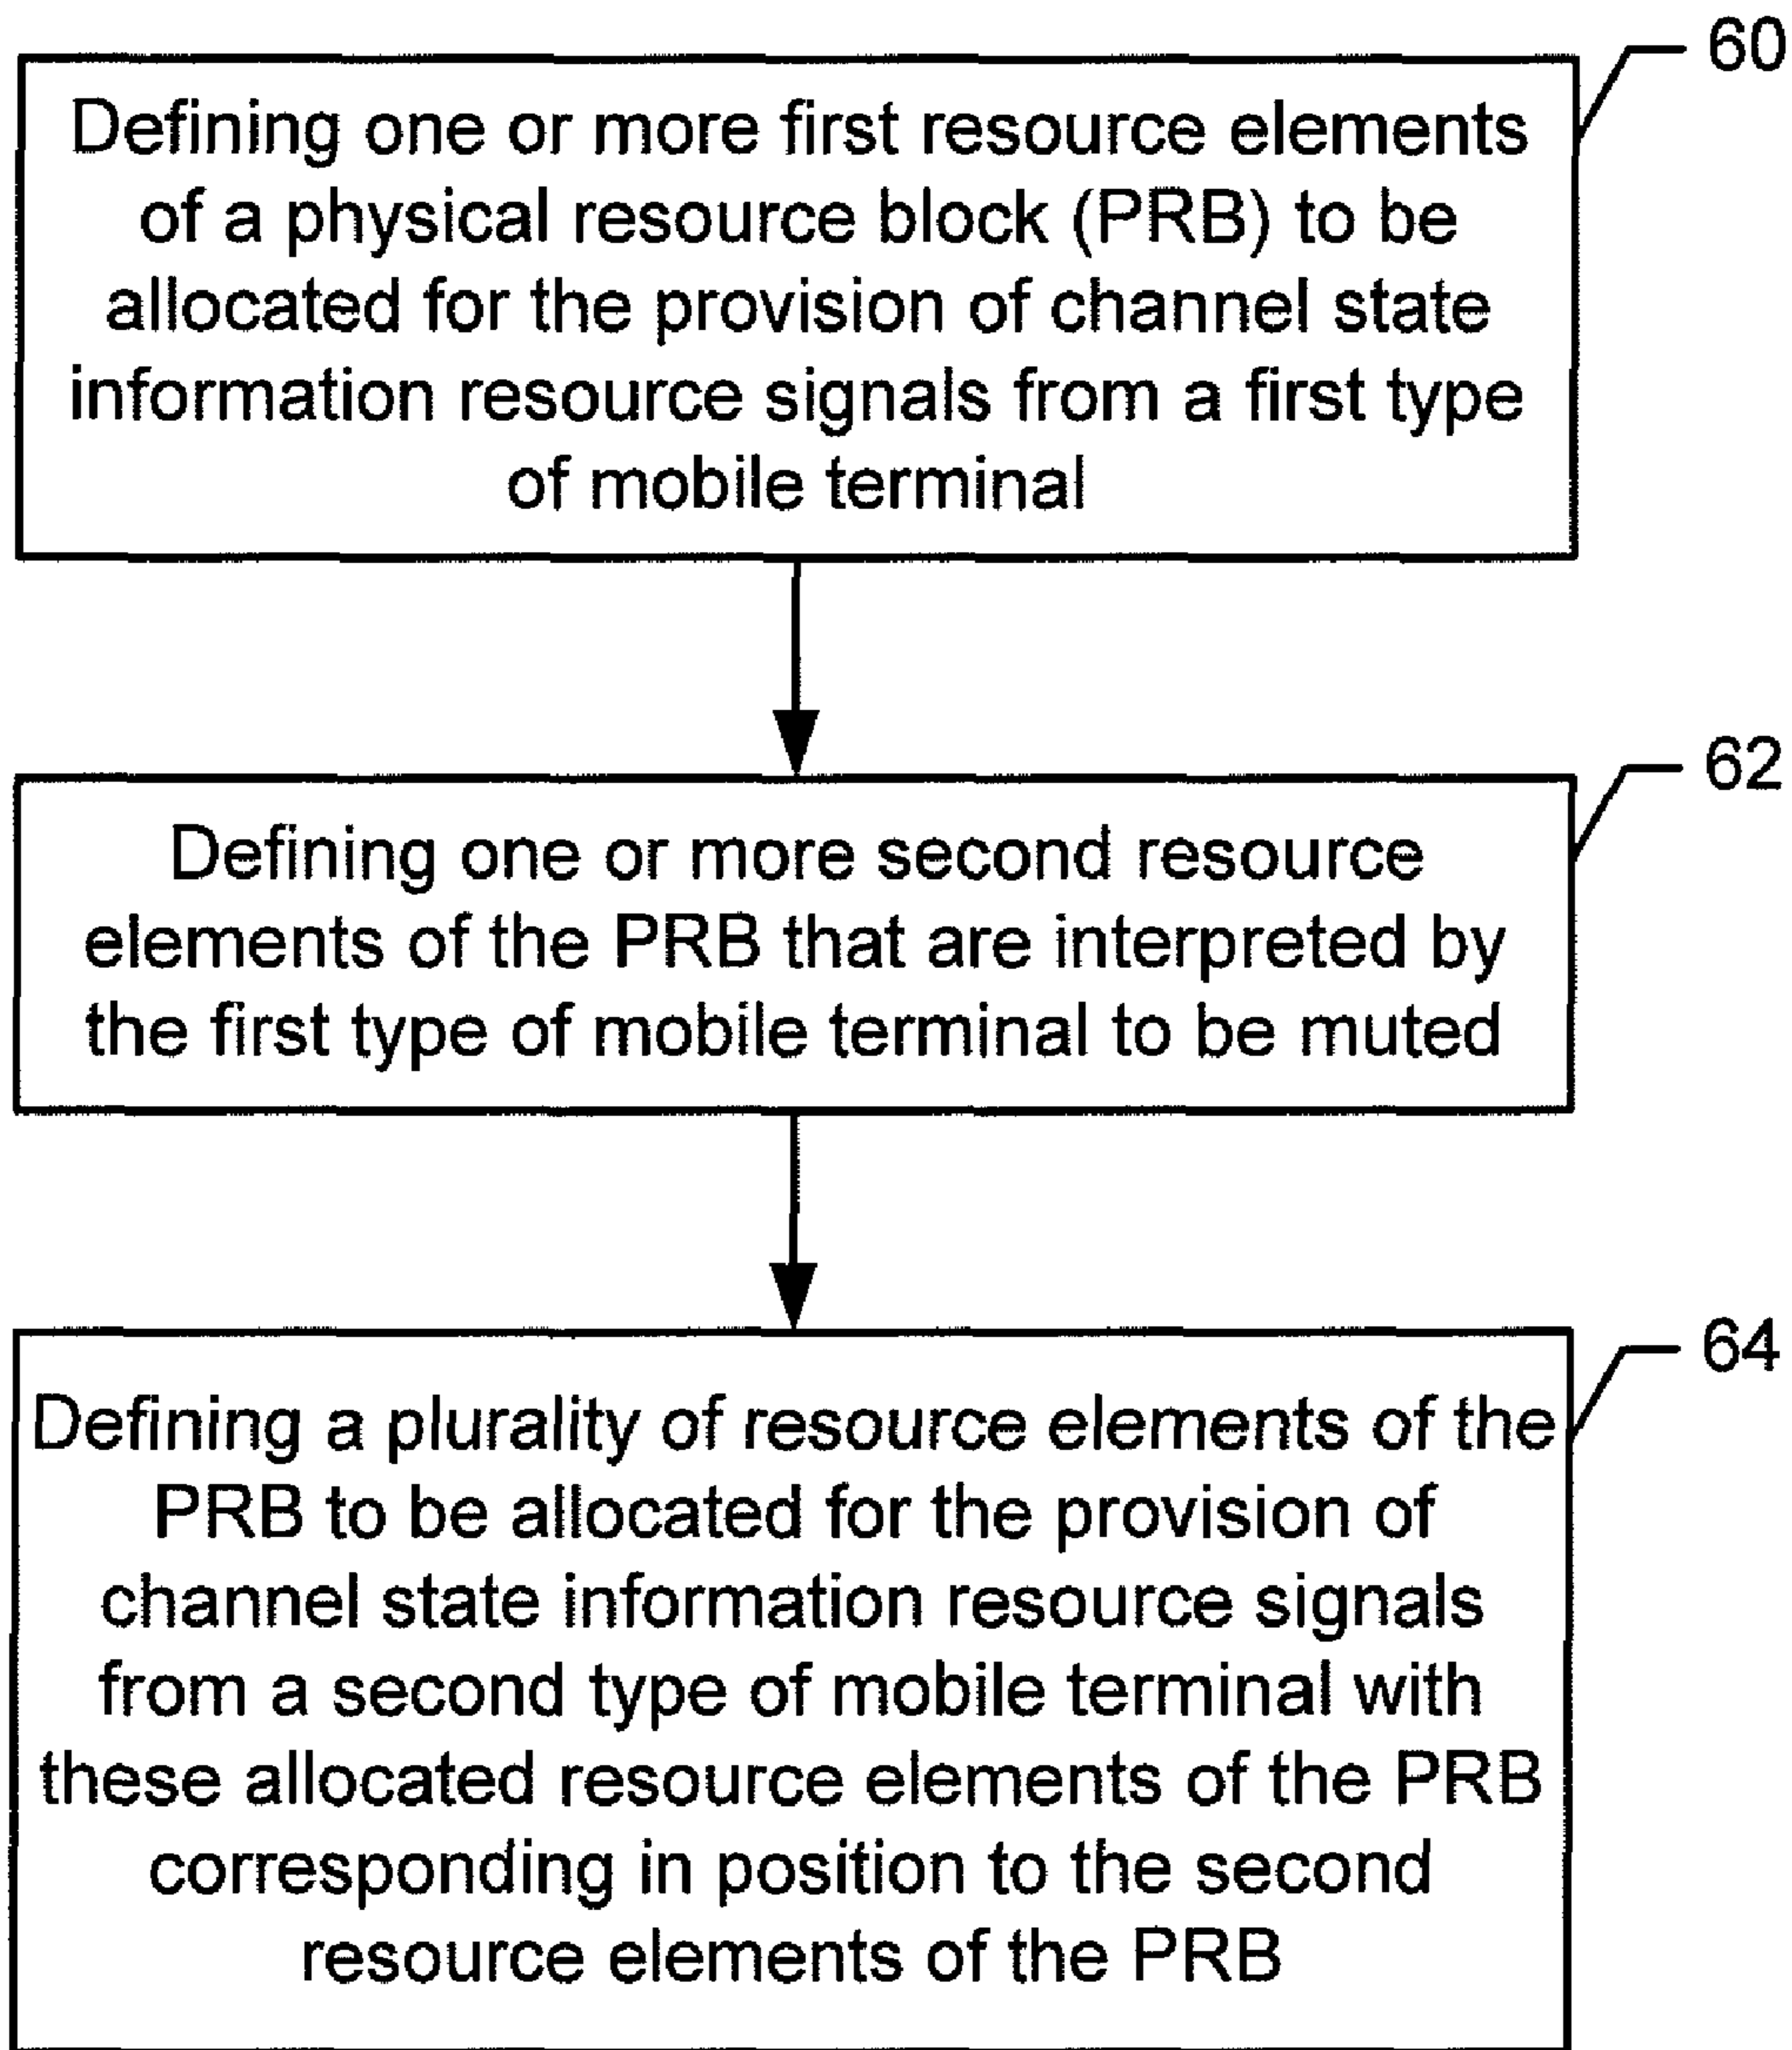 60
Defining one or more first resource elements
of a physical resource block (PRB) to be
allocated for the provision of channel state
information resource signals from a first type
of mobile terminal
62
Defining one or more second resource
elements of the PRB that are interpreted by
the first type of mobile terminal to be muted
64
Defining a plurality of resource elements of the
PRB to be allocated for the provision of
channel state information resource signals
from a second type of mobile terminal with
these allocated resource elements of the PRB
corresponding in position to the second
resource elements of the PRB